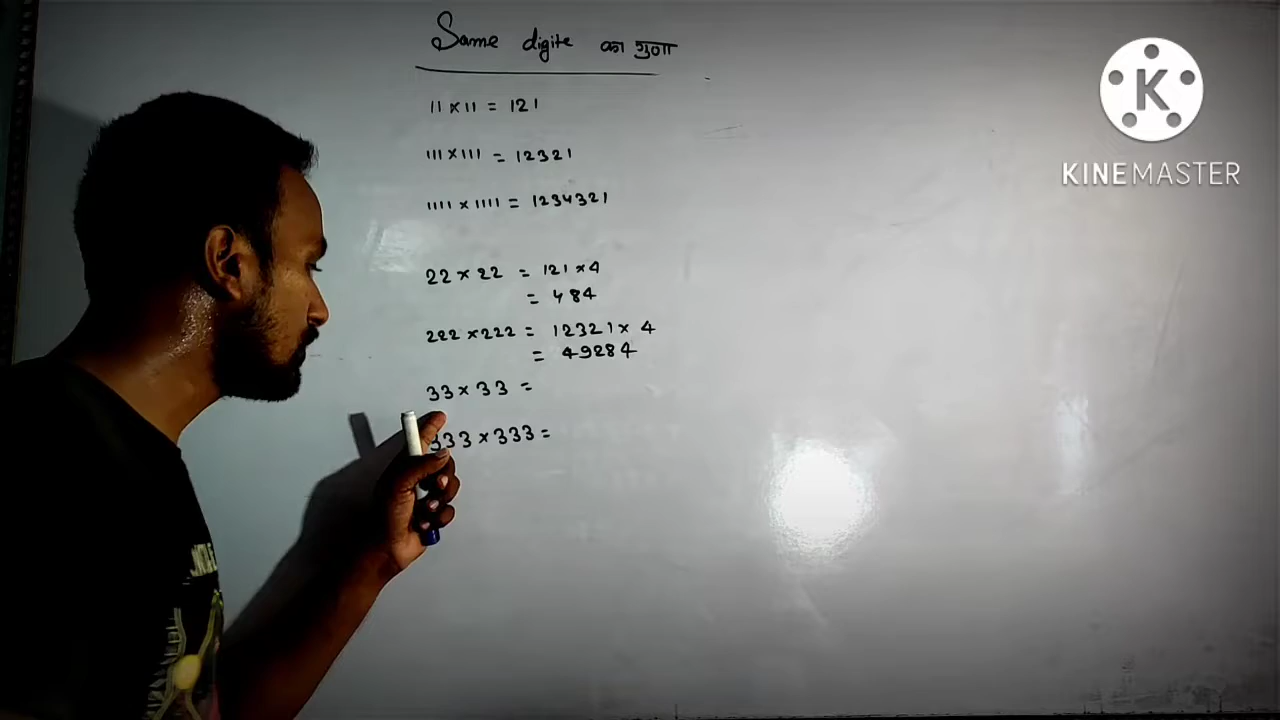 Same digite का गुणा
11 × 11 = 121
111 × 111 = 12321
1111 × 1111 = 1234321
22 × 22 = 121 × 4
= 484
222 × 222 = 12321 × 4
= 49284
33 × 33 =
333 × 333 =
KINEMASTER